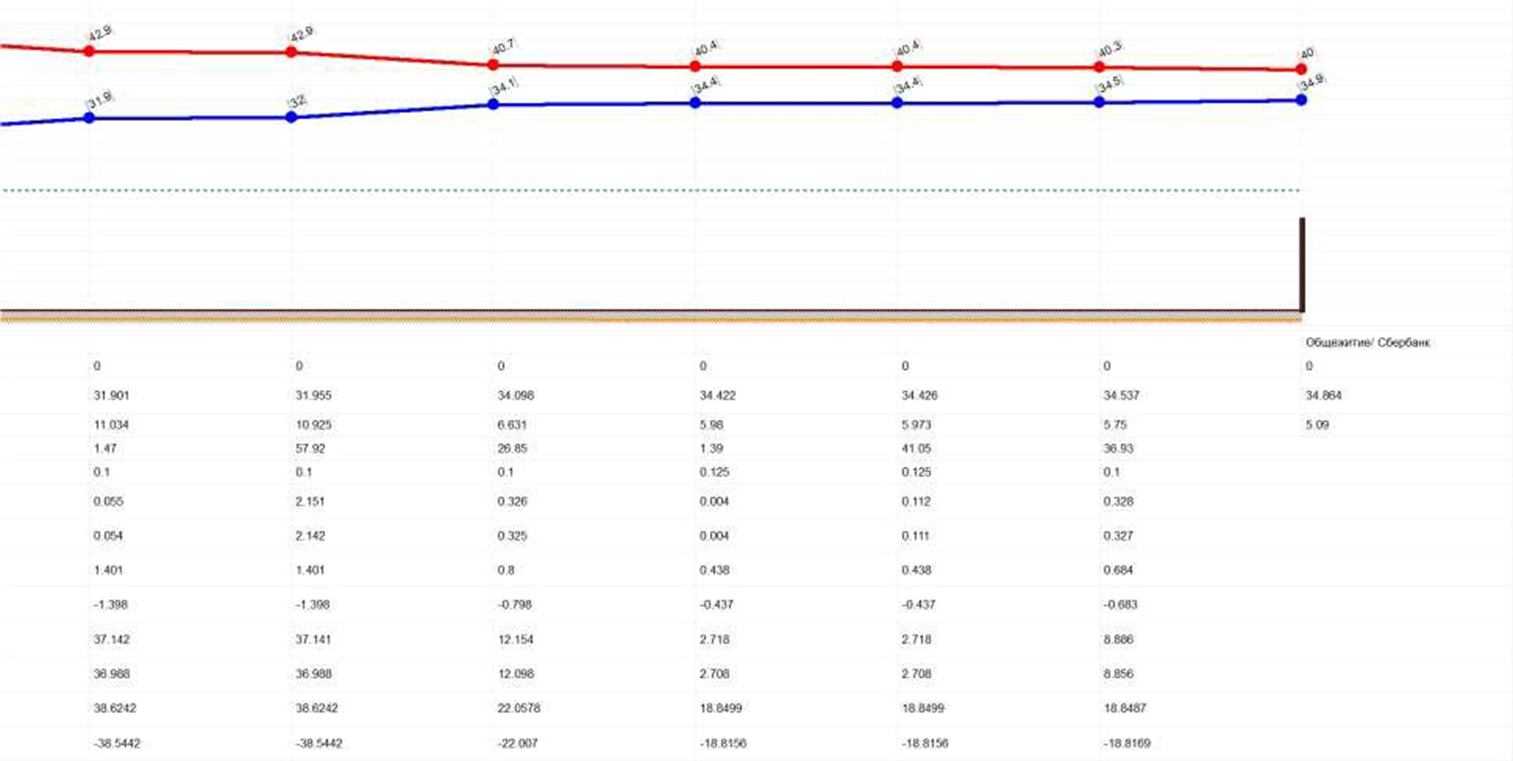 42.9 42.9 40.7 40.4 40.4 40.3 40
31.9 32 34.1 34.4 34.4 34.5 34.9
Общежитие/ Сбербанк
0 0 0 0 0 0 0
31.901 31.955 34.098 34.422 34.426 34.537 34.864
11.034 10.925 6.631 5.98 5.973 5.75 5.09
1.47 57.92 26.85 1.39 41.05 36.93
0.1 0.1 0.1 0.125 0.125 0.1
0.055 2.151 0.326 0.004 0.112 0.328
0.054 2.142 0.325 0.004 0.111 0.327
1.401 1.401 0.8 0.438 0.438 0.684
-1.398 -1.398 -0.798 -0.437 -0.437 -0.683
37.142 37.141 12.154 2.718 2.718 8.886
36.988 36.988 12.098 2.708 2.708 8.856
38.6242 38.6242 22.0578 18.8499 18.8499 18.8487
-38.5442 -38.5442 -22.007 -18.8156 -18.8156 -18.8169